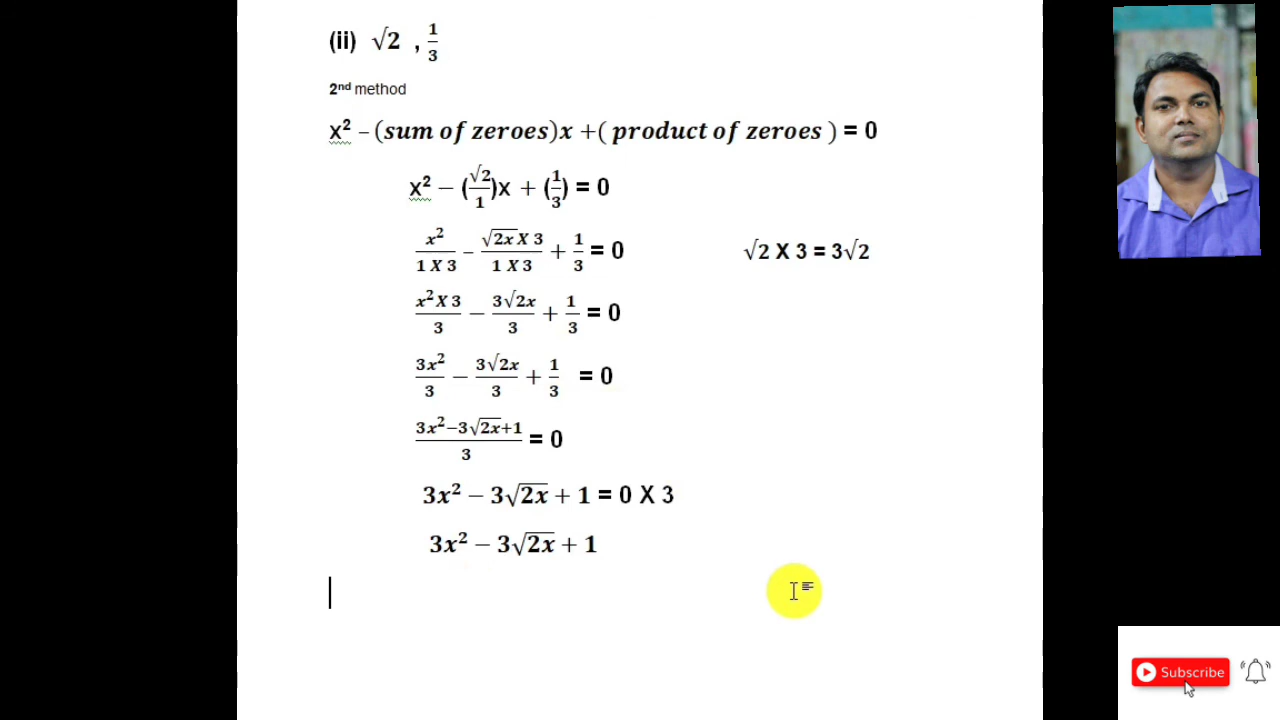 (ii) √2 , 1/3
2nd method
x² – (sum of zeroes)x + ( product of zeroes ) = 0
x² – (√2/1)x + (1/3) = 0
x²/(1 X 3) – (√2x X 3)/(1 X 3) + 1/3 = 0
√2 X 3 = 3√2
(x² X 3)/3 – 3√2x/3 + 1/3 = 0
3x²/3 – 3√2x/3 + 1/3 = 0
(3x²–3√2x+1)/3 = 0
3x² – 3√2x + 1 = 0 X 3
3x² – 3√2x + 1
Subscribe